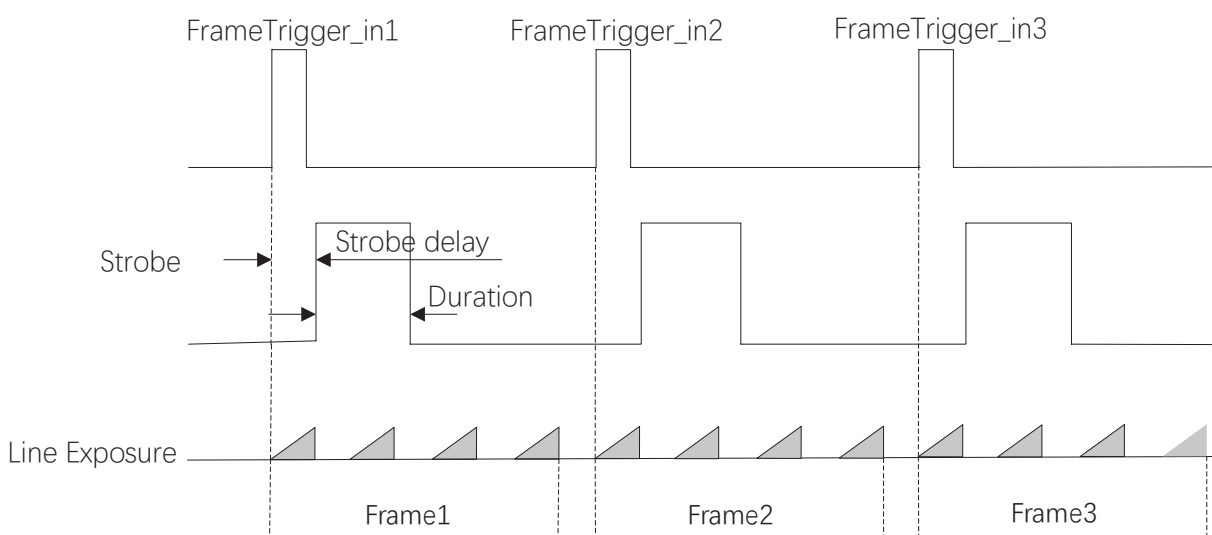 FrameTrigger_in1 FrameTrigger_in2 FrameTrigger_in3
Strobe delay
Strobe
Duration
Line Exposure
Frame1 Frame2 Frame3